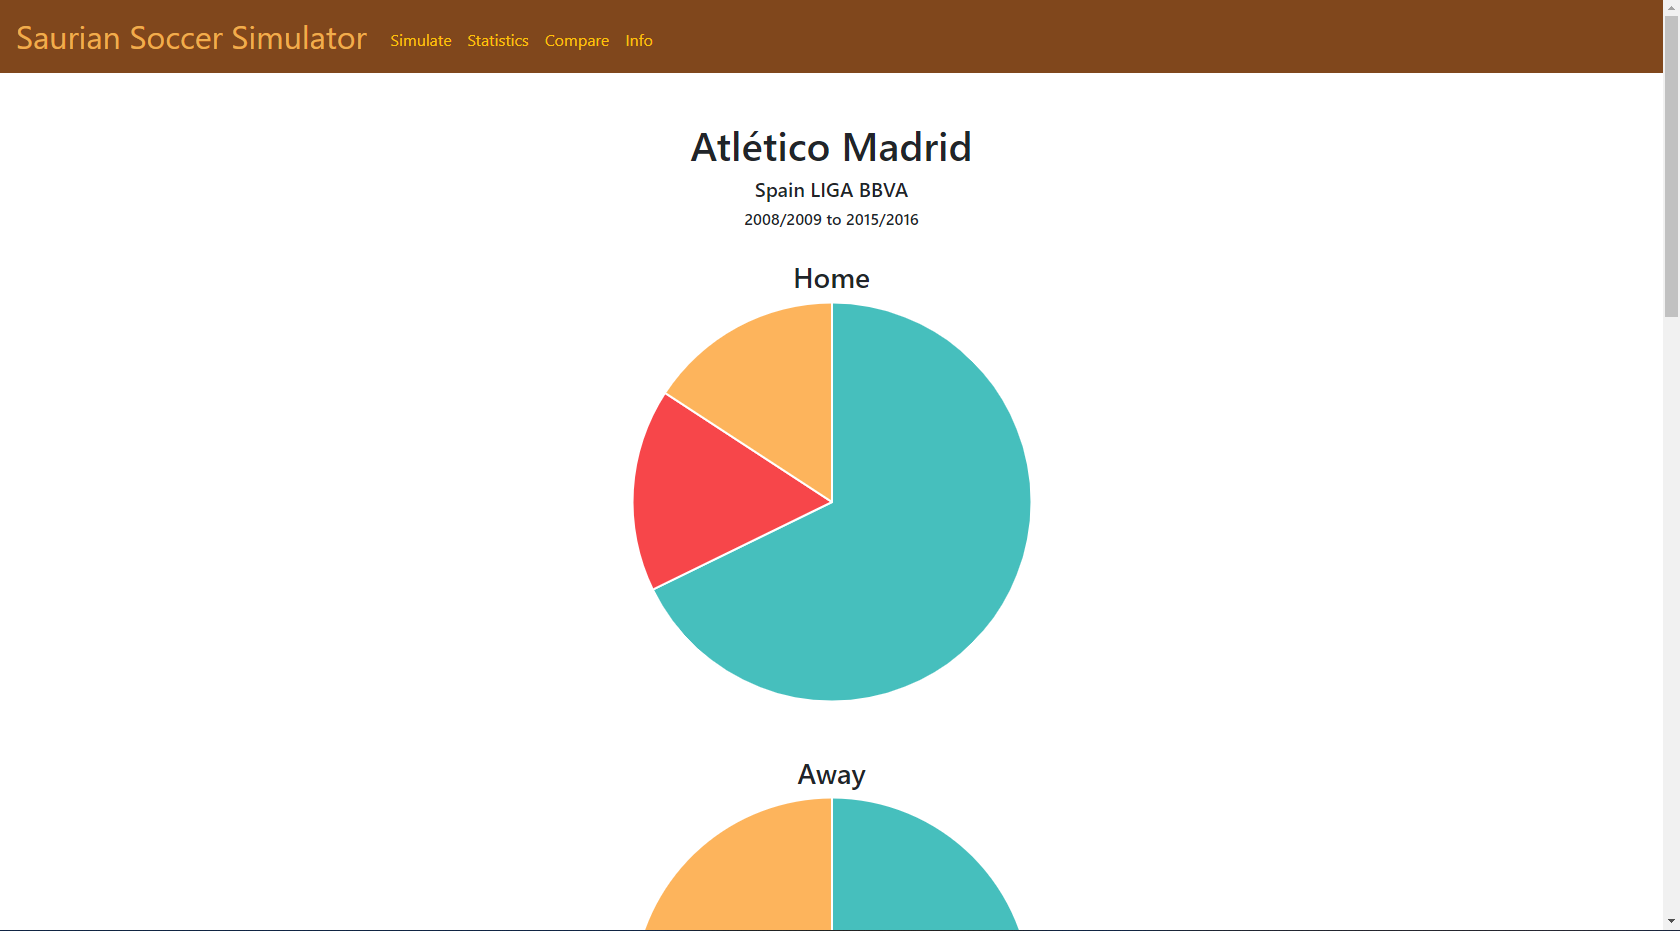 Saurian Soccer Simulator Simulate Statistics Compare Info
Atlético Madrid
Spain LIGA BBVA
2008/2009 to 2015/2016
Home
Away